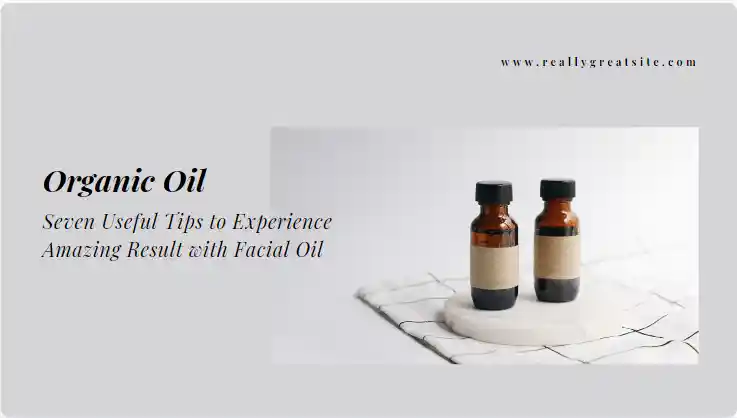 www.reallygreatsite.com
Organic Oil
Seven Useful Tips to Experience
Amazing Result with Facial Oil